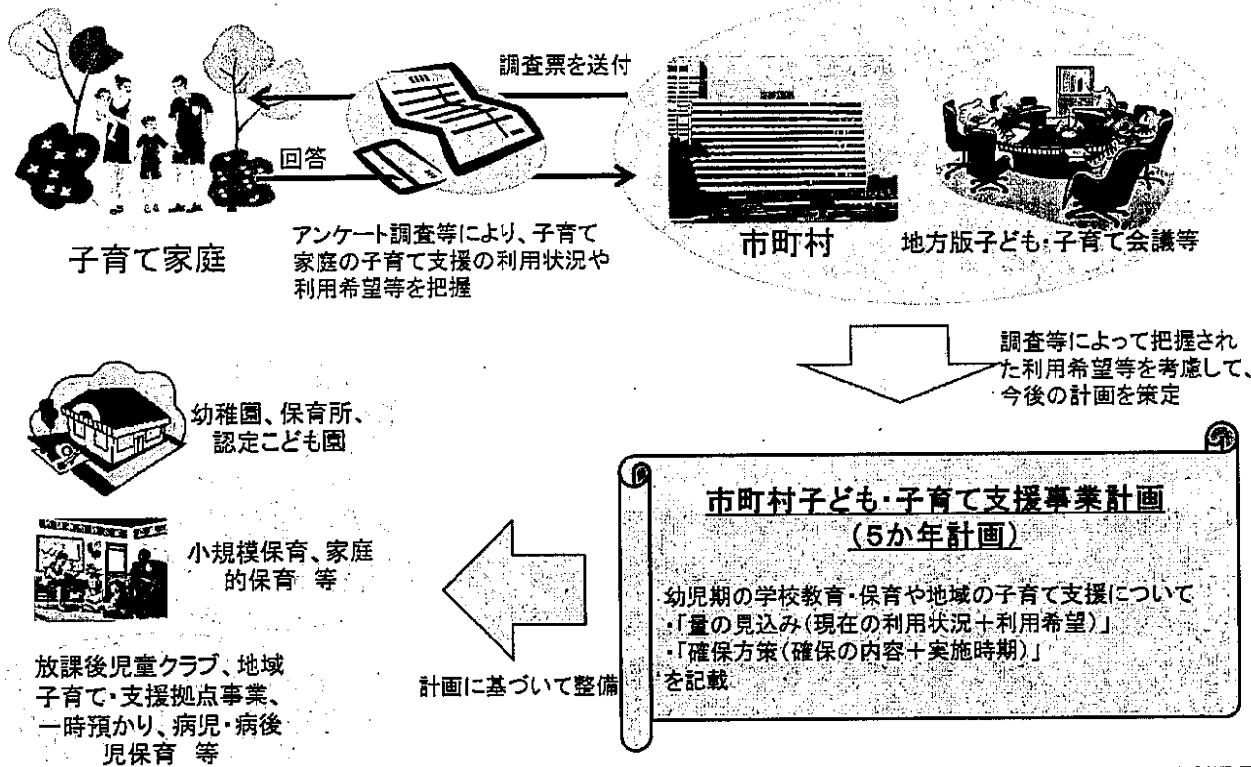 調査票を送付
回答
子育て家庭
アンケート調査等により、子育て
家庭の子育て支援の利用状況や
利用希望等を把握
市町村
地方版子ども・子育て会議等
調査等によって把握され
た利用希望等を考慮して、
今後の計画を策定
市町村子ども・子育て支援事業計画
(5か年計画)
幼児期の学校教育・保育や地域の子育て支援について
・「量の見込み(現在の利用状況+利用希望)」
・「確保方策(確保の内容+実施時期)」
を記載
計画に基づいて整備
幼稚園、保育所、
認定こども園
小規模保育、家庭
的保育 等
放課後児童クラブ、地域
子育て・支援拠点事業、
一時預かり、病児・病後
児保育 等